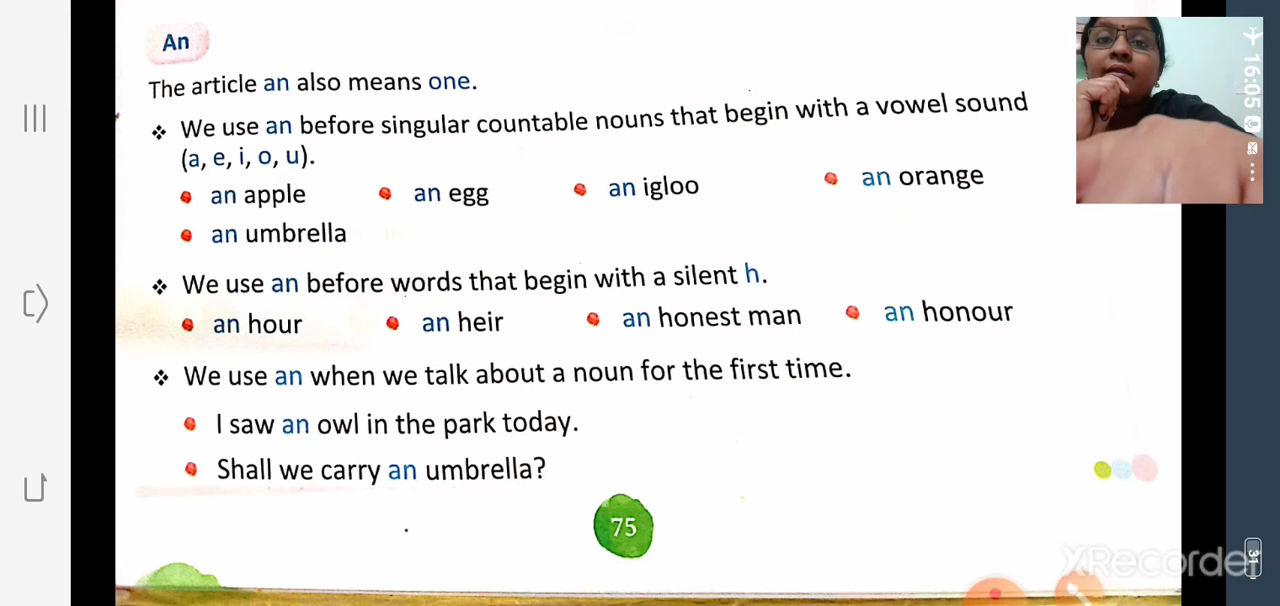 An
The article an also means one.
❖ We use an before singular countable nouns that begin with a vowel sound
(a, e, i, o, u).
• an apple • an egg • an igloo • an orange
• an umbrella
❖ We use an before words that begin with a silent h.
• an hour • an heir • an honest man • an honour
❖ We use an when we talk about a noun for the first time.
• I saw an owl in the park today.
• Shall we carry an umbrella?
75
16:05
31
XRecorder